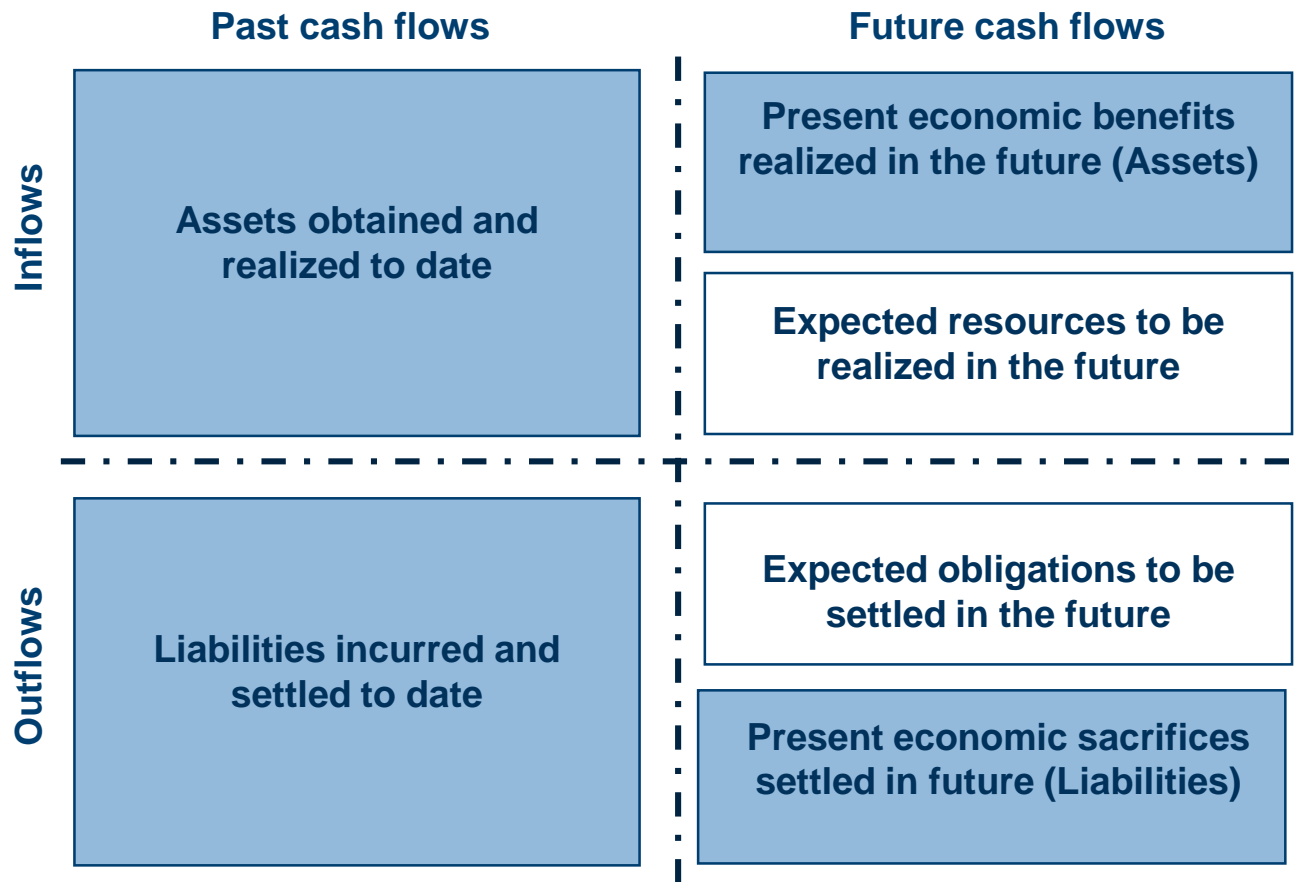 Past cash flows
Future cash flows
Inflows
Assets obtained and
realized to date
Present economic benefits
realized in the future (Assets)
Expected resources to be
realized in the future
Outflows
Liabilities incurred and
settled to date
Expected obligations to be
settled in the future
Present economic sacrifices
settled in future (Liabilities)